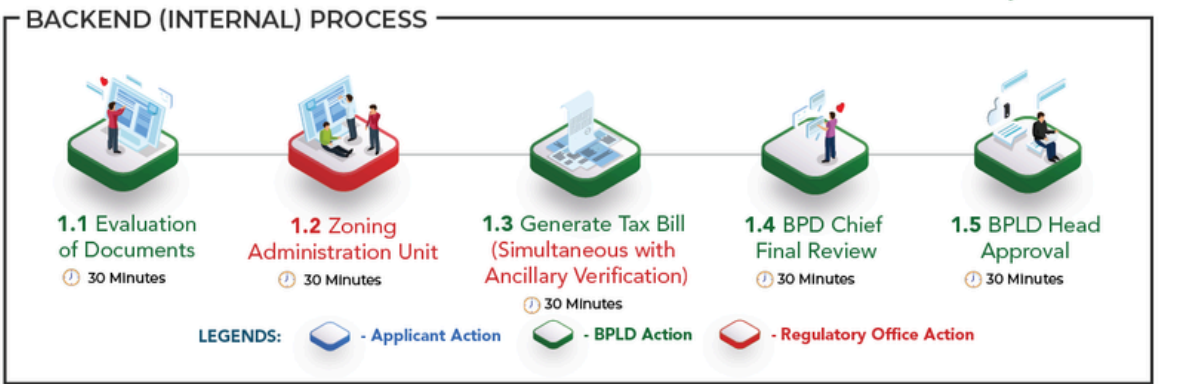 BACKEND (INTERNAL) PROCESS
1.1 Evaluation
of Documents
30 Minutes
1.2 Zoning
Administration Unit
30 Minutes
1.3 Generate Tax Bill
(Simultaneous with
Ancillary Verification)
30 Minutes
1.4 BPD Chief
Final Review
30 Minutes
1.5 BPLD Head
Approval
30 Minutes
LEGENDS:
- Applicant Action
- BPLD Action
- Regulatory Office Action